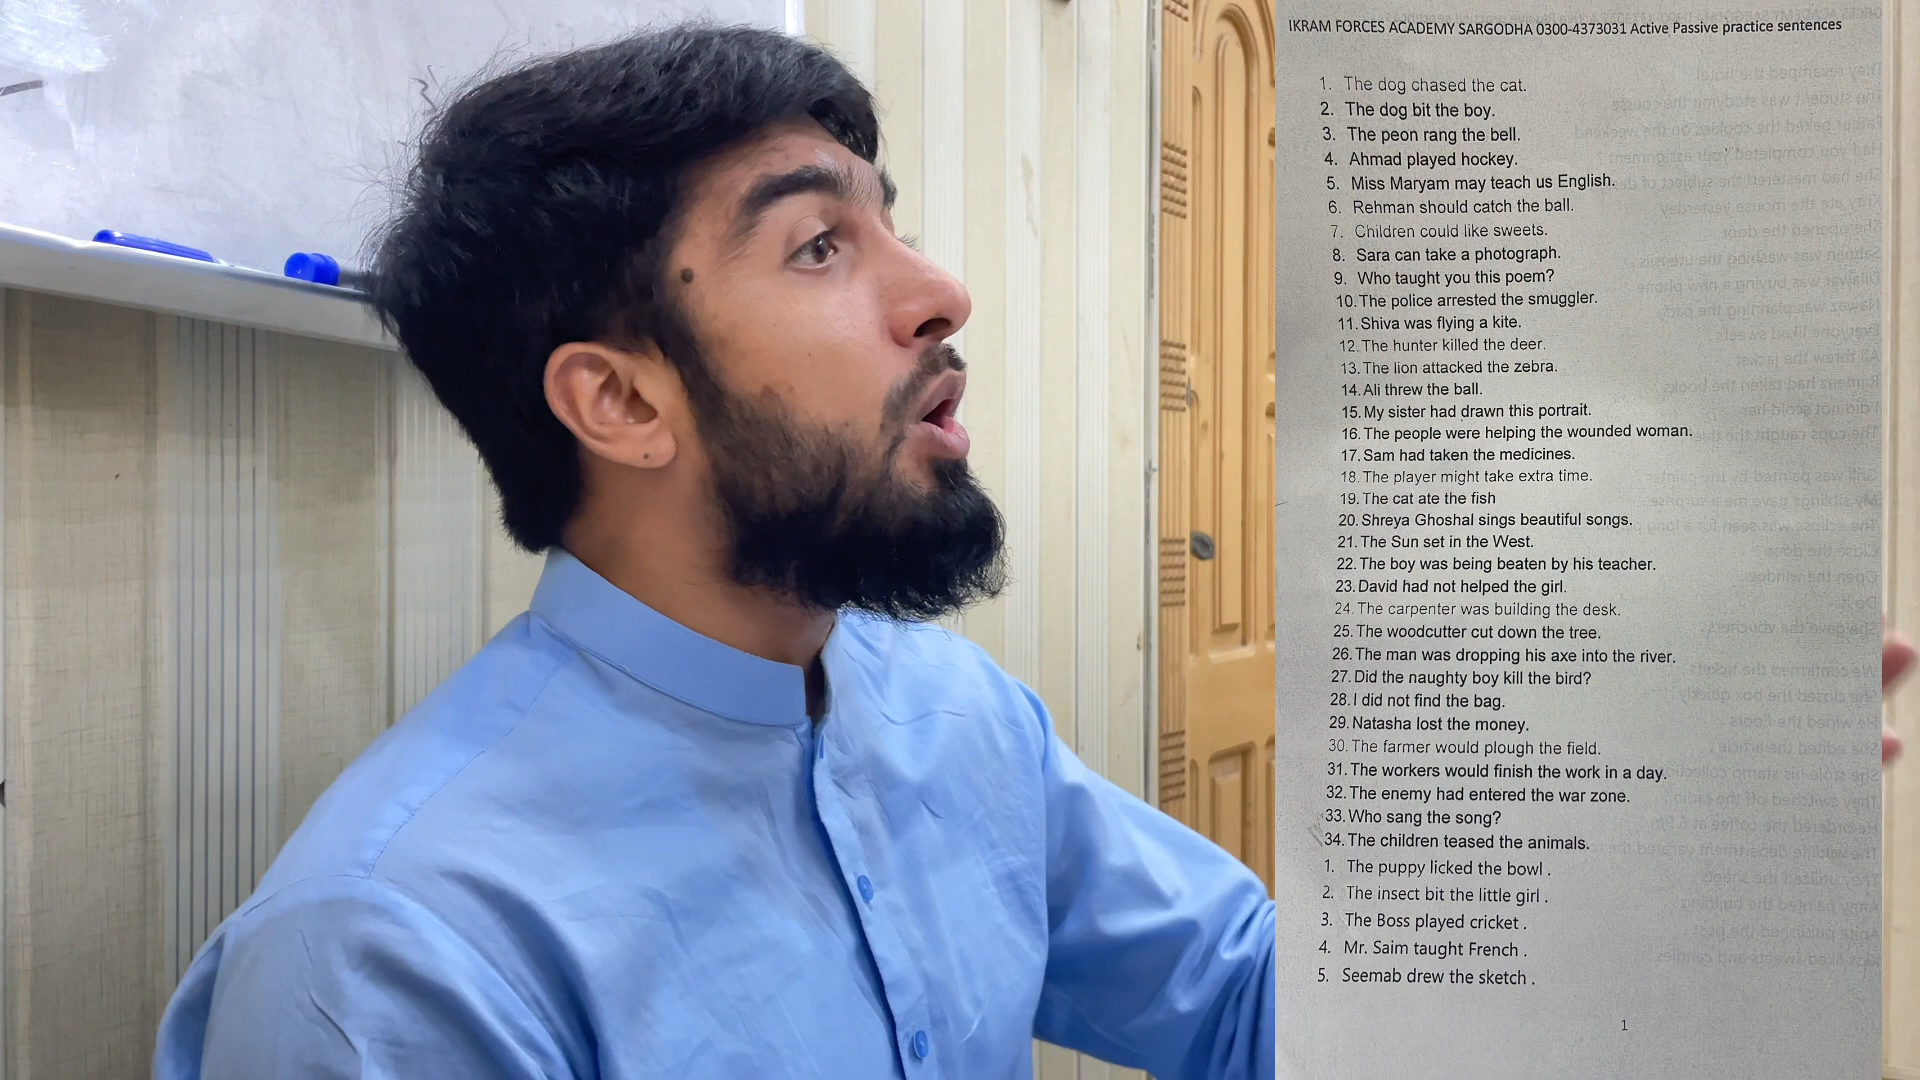 IKRAM FORCES ACADEMY SARGODHA 0300-4373031 Active Passive practice sentences
1. The dog chased the cat.
2. The dog bit the boy.
3. The peon rang the bell.
4. Ahmad played hockey.
5. Miss Maryam may teach us English.
6. Rehman should catch the ball.
7. Children could like sweets.
8. Sara can take a photograph.
9. Who taught you this poem?
10. The police arrested the smuggler.
11. Shiva was flying a kite.
12. The hunter killed the deer.
13. The lion attacked the zebra.
14. Ali threw the ball.
15. My sister had drawn this portrait.
16. The people were helping the wounded woman.
17. Sam had taken the medicines.
18. The player might take extra time.
19. The cat ate the fish
20. Shreya Ghoshal sings beautiful songs.
21. The Sun set in the West.
22. The boy was being beaten by his teacher.
23. David had not helped the girl.
24. The carpenter was building the desk.
25. The woodcutter cut down the tree.
26. The man was dropping his axe into the river.
27. Did the naughty boy kill the bird?
28. I did not find the bag.
29. Natasha lost the money.
30. The farmer would plough the field.
31. The workers would finish the work in a day.
32. The enemy had entered the war zone.
33. Who sang the song?
34. The children teased the animals.
1. The puppy licked the bowl .
2. The insect bit the little girl .
3. The Boss played cricket .
4. Mr. Saim taught French .
5. Seemab drew the sketch .
1